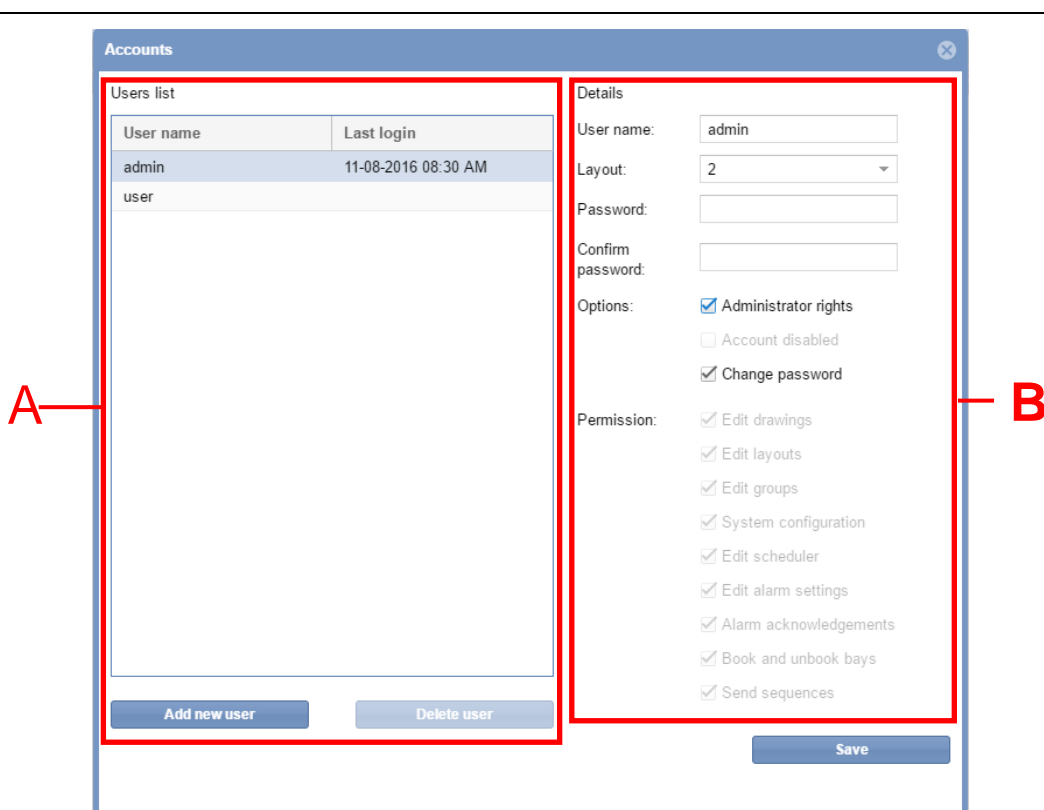 Accounts
Users list
User name Last login
admin 11-08-2016 08:30 AM
user
Add new user Delete user
A
Details
User name: admin
Layout: 2
Password:
Confirm
password:
Options: Administrator rights
Account disabled
Change password
Permission: Edit drawings
Edit layouts
Edit groups
System configuration
Edit scheduler
Edit alarm settings
Alarm acknowledgements
Book and unbook bays
Send sequences
B
Save